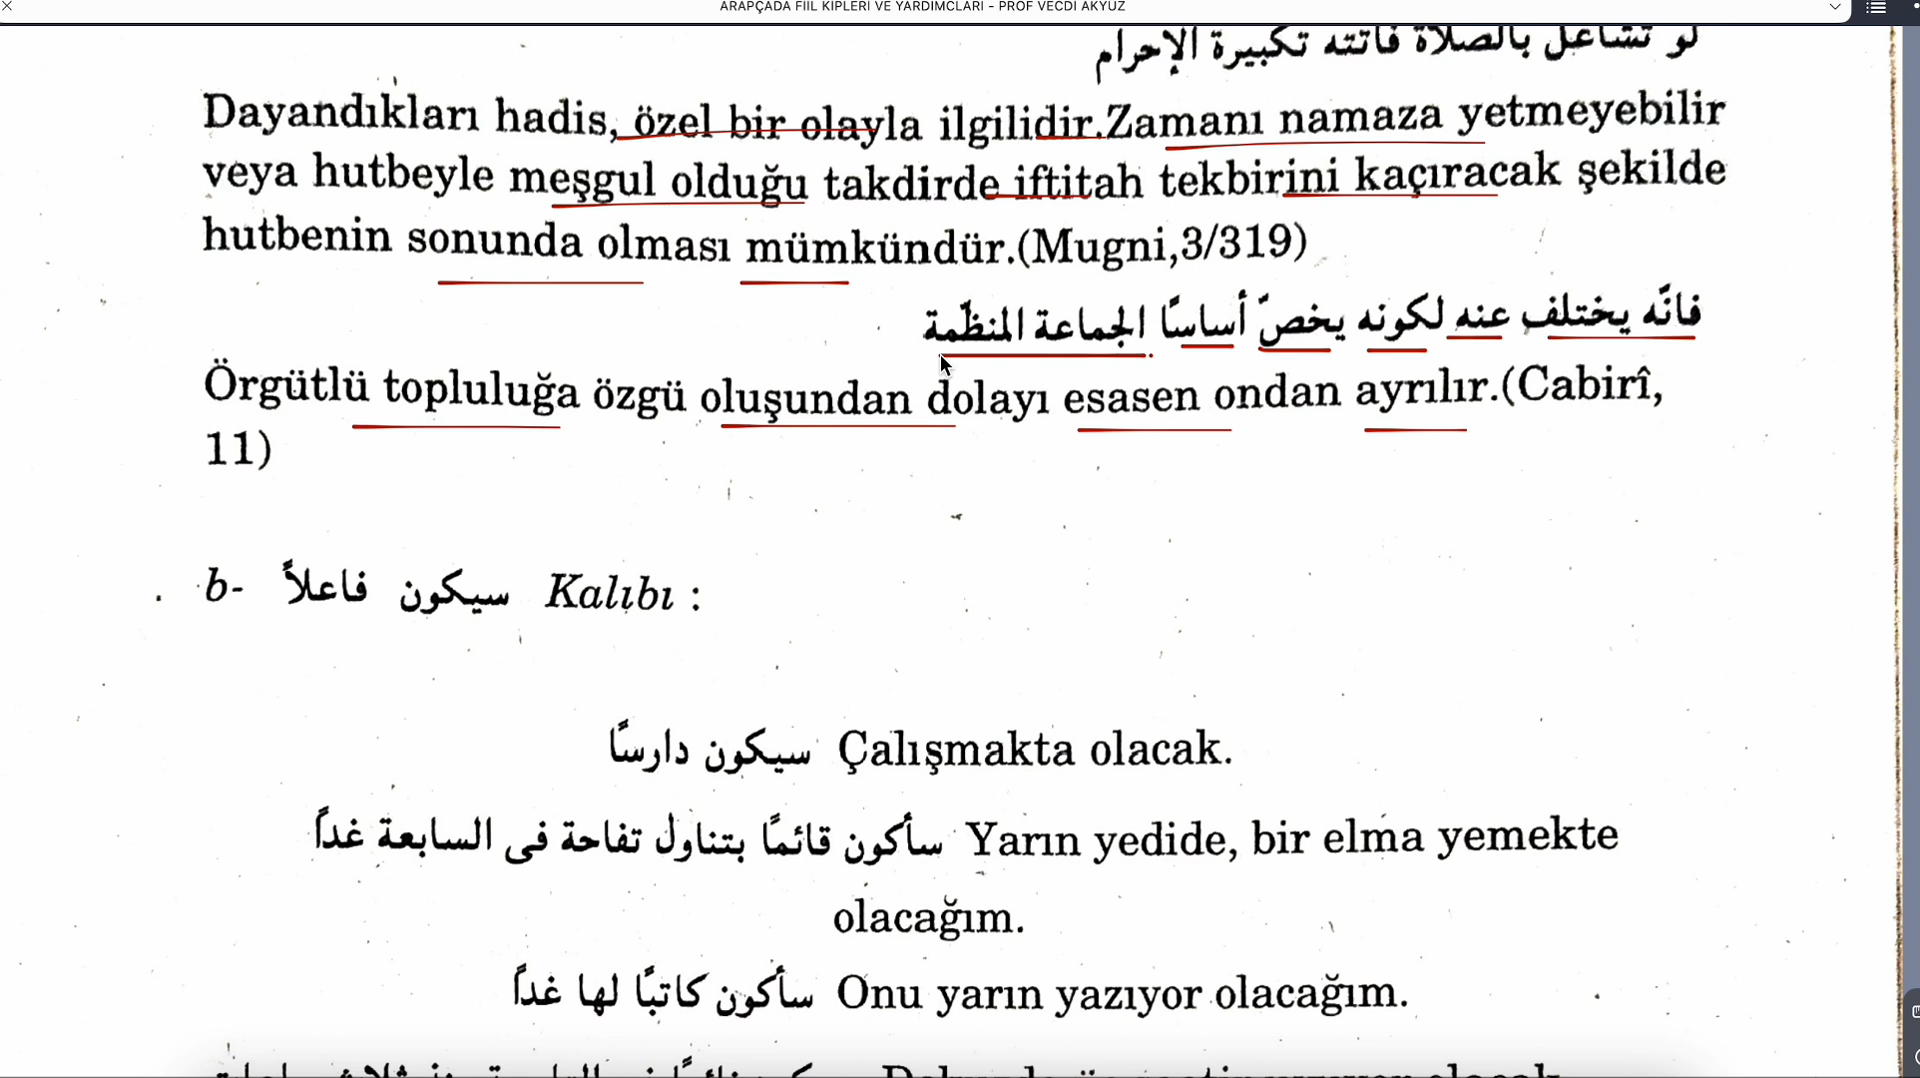 ARAPÇADA FIIL KIPLERI VE YARDIMCLARI - PROF VECDI AKYUZ
لو تشاغل بالصلاة فاتته تكبيرة الإحرام
Dayandıkları hadis, özel bir olayla ilgilidir.Zamanı namaza yetmeyebilir
veya hutbeyle meşgul olduğu takdirde iftitah tekbirini kaçıracak şekilde
hutbenin sonunda olması mümkündür.(Mugni,3/319)
فانّه يختلف عنه لكونه يخصّ أساسًا الجماعة المنظّمة
Örgütlü topluluğa özgü oluşundan dolayı esasen ondan ayrılır.(Cabirî,
11)
b- سيكون فاعلاً Kalıbı :
سيكون دارسًا Çalışmakta olacak.
سأكون قائمًا بتناول تفاحة فى السابعة غداً Yarın yedide, bir elma yemekte
olacağım.
سأكون كاتبًا لها غداً Onu yarın yazıyor olacağım.